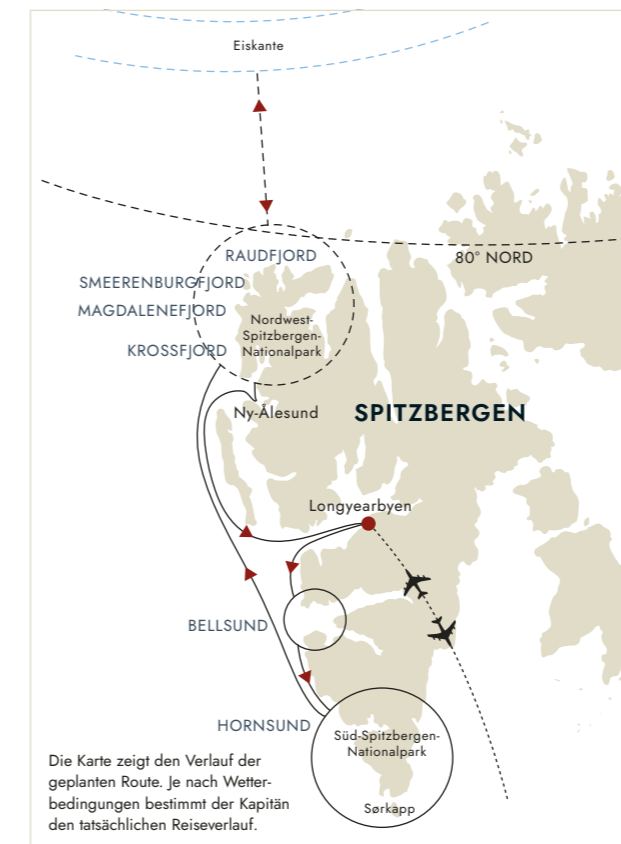 Eiskante
RAUDFJORD
80° NORD
SMEERENBURGFJORD
MAGDALENEFJORD
Nordwest-
Spitzbergen-
Nationalpark
KROSSFJORD
Ny-Ålesund
SPITZBERGEN
Longyearbyen
BELLSUND
HORNSUND
Süd-Spitzbergen-
Nationalpark
Sørkapp
Die Karte zeigt den Verlauf der
geplanten Route. Je nach Wetter-
bedingungen bestimmt der Kapitän
den tatsächlichen Reiseverlauf.